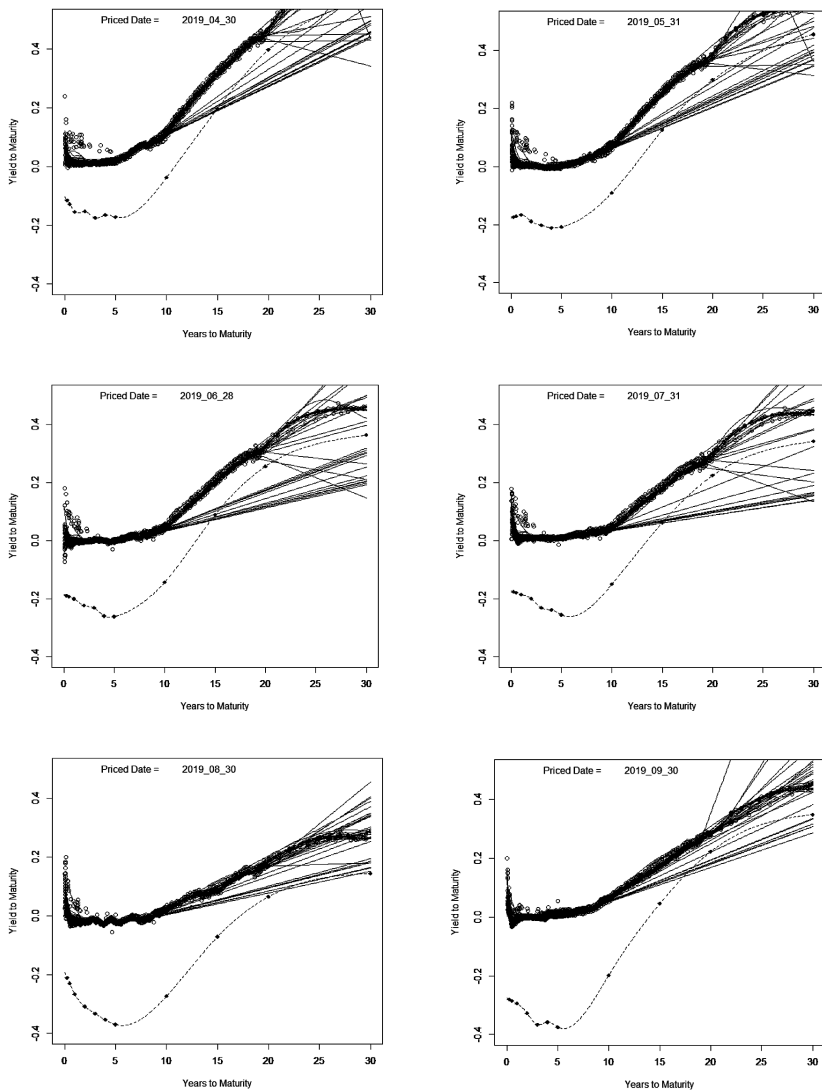 Priced Date = 2019_04_30
Yield to Maturity
0.4
0.2
0.0
-0.2
-0.4
0 5 10 15 20 25 30
Years to Maturity
Priced Date = 2019_05_31
Yield to Maturity
0.4
0.2
0.0
-0.2
-0.4
0 5 10 15 20 25 30
Years to Maturity
Priced Date = 2019_06_28
Yield to Maturity
0.4
0.2
0.0
-0.2
-0.4
0 5 10 15 20 25 30
Years to Maturity
Priced Date = 2019_07_31
Yield to Maturity
0.4
0.2
0.0
-0.2
-0.4
0 5 10 15 20 25 30
Years to Maturity
Priced Date = 2019_08_30
Yield to Maturity
0.4
0.2
0.0
-0.2
-0.4
0 5 10 15 20 25 30
Years to Maturity
Priced Date = 2019_09_30
Yield to Maturity
0.4
0.2
0.0
-0.2
-0.4
0 5 10 15 20 25 30
Years to Maturity